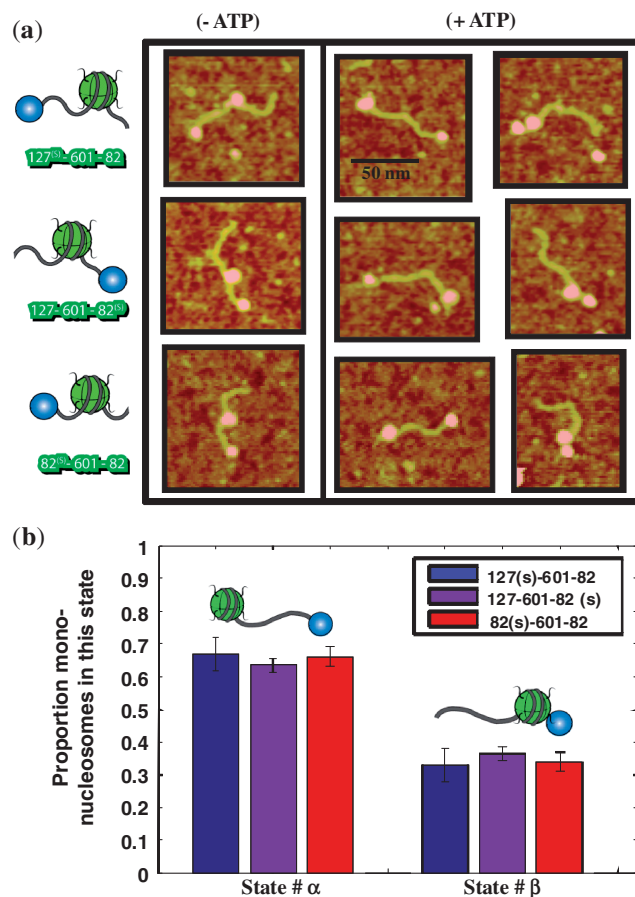 (a)
(- ATP)
(+ ATP)
127(S)-601-82
50 nm
127-601-82(S)
82(S)-601-82
(b)
Proportion mono-
nucleosomes in this state
1
0.9
0.8
0.7
0.6
0.5
0.4
0.3
0.2
0.1
0
127(s)-601-82
127-601-82 (s)
82(s)-601-82
State # α
State # β